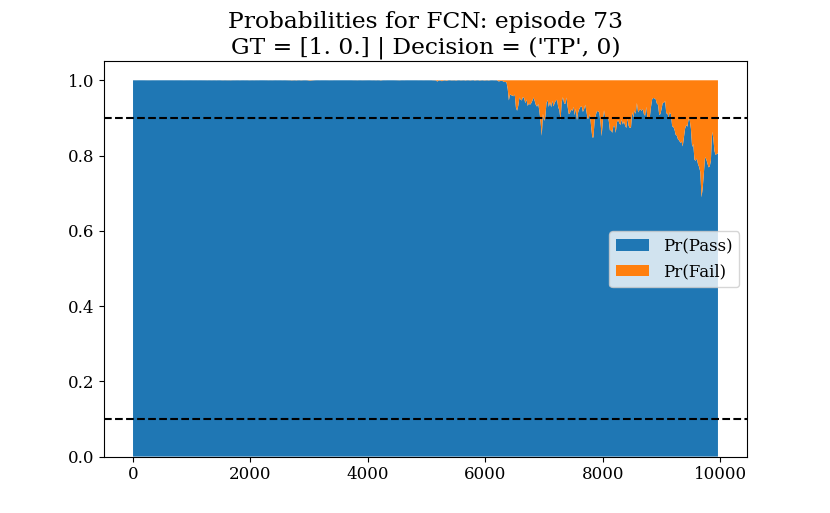 Probabilities for FCN: episode 73
GT = [1. 0.] | Decision = ('TP', 0)
1.0
0.8
0.6
0.4
0.2
0.0
Pr(Pass)
Pr(Fail)
0 2000 4000 6000 8000 10000